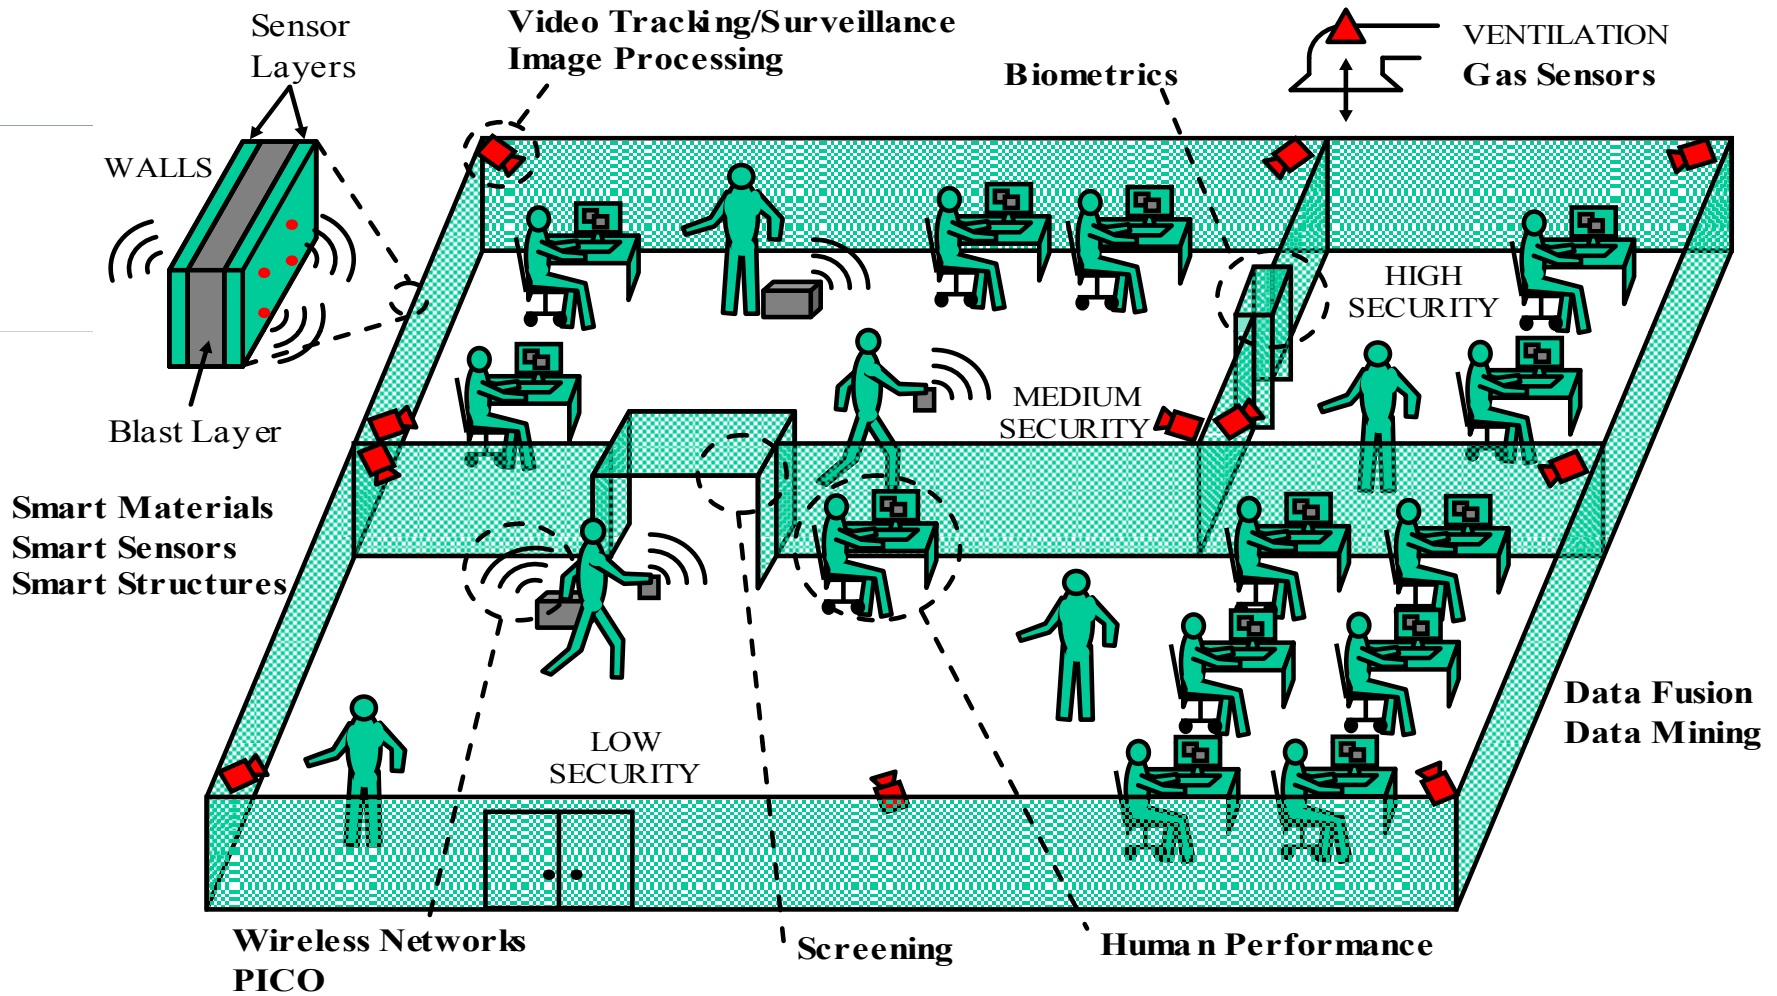 Sensor
Layers
Video Tracking/Surveillance
Image Processing
Biometrics
VENTILATION
Gas Sensors
WALLS
HIGH
SECURITY
MEDIUM
SECURITY
Blast Layer
Smart Materials
Smart Sensors
Smart Structures
Data Fusion
Data Mining
LOW
SECURITY
Wireless Networks
PICO
Screening
Human Performance